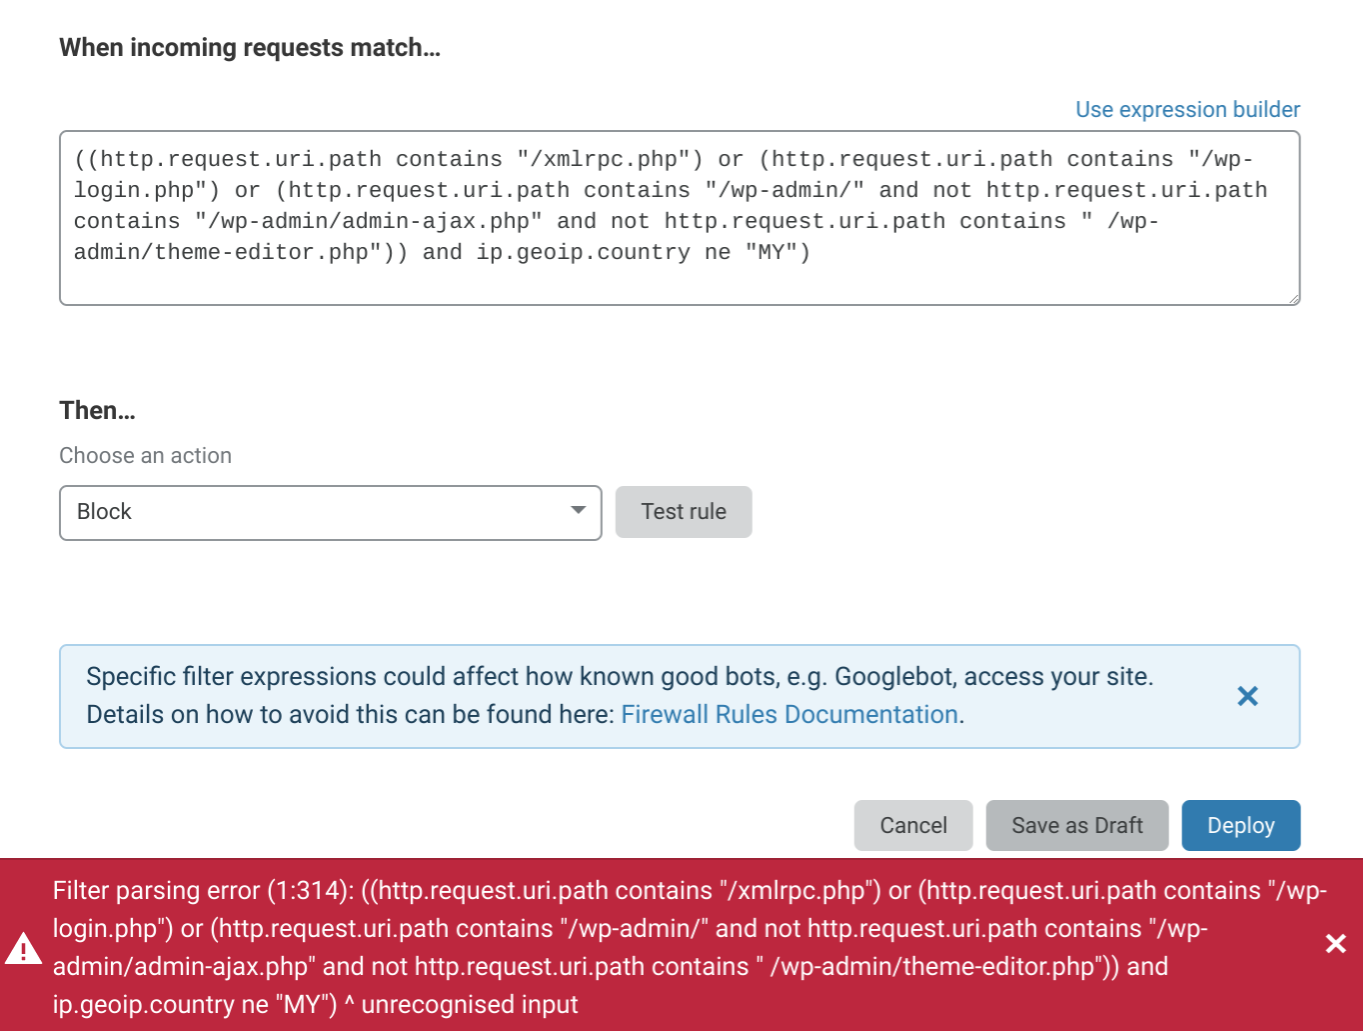 When incoming requests match...
Use expression builder
((http.request.uri.path contains "/xmlrpc.php") or (http.request.uri.path contains "/wp-
login.php") or (http.request.uri.path contains "/wp-admin/" and not http.request.uri.path
contains "/wp-admin/admin-ajax.php" and not http.request.uri.path contains " /wp-
admin/theme-editor.php")) and ip.geoip.country ne "MY")
Then...
Choose an action
Block
Test rule
Specific filter expressions could affect how known good bots, e.g. Googlebot, access your site.
Details on how to avoid this can be found here: Firewall Rules Documentation.
Cancel
Save as Draft
Deploy
Filter parsing error (1:314): ((http.request.uri.path contains "/xmlrpc.php") or (http.request.uri.path contains "/wp-
login.php") or (http.request.uri.path contains "/wp-admin/" and not http.request.uri.path contains "/wp-
admin/admin-ajax.php" and not http.request.uri.path contains " /wp-admin/theme-editor.php")) and
ip.geoip.country ne "MY") ^ unrecognised input